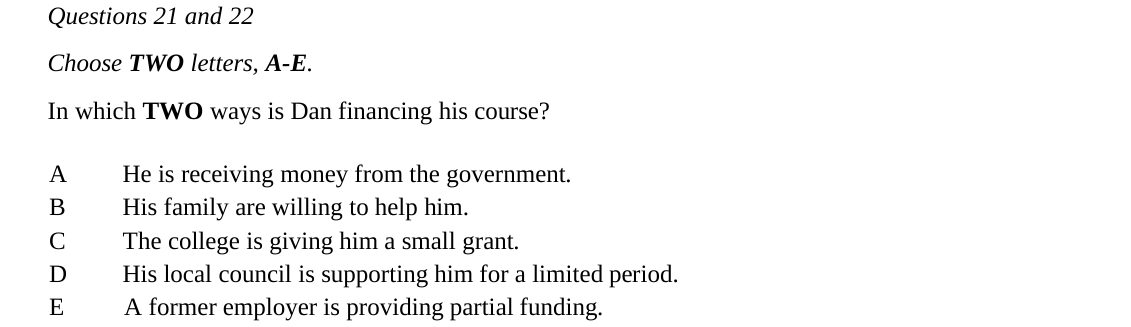 Questions 21 and 22
Choose TWO letters, A-E.
In which TWO ways is Dan financing his course?
A He is receiving money from the government.
B His family are willing to help him.
C The college is giving him a small grant.
D His local council is supporting him for a limited period.
E A former employer is providing partial funding.